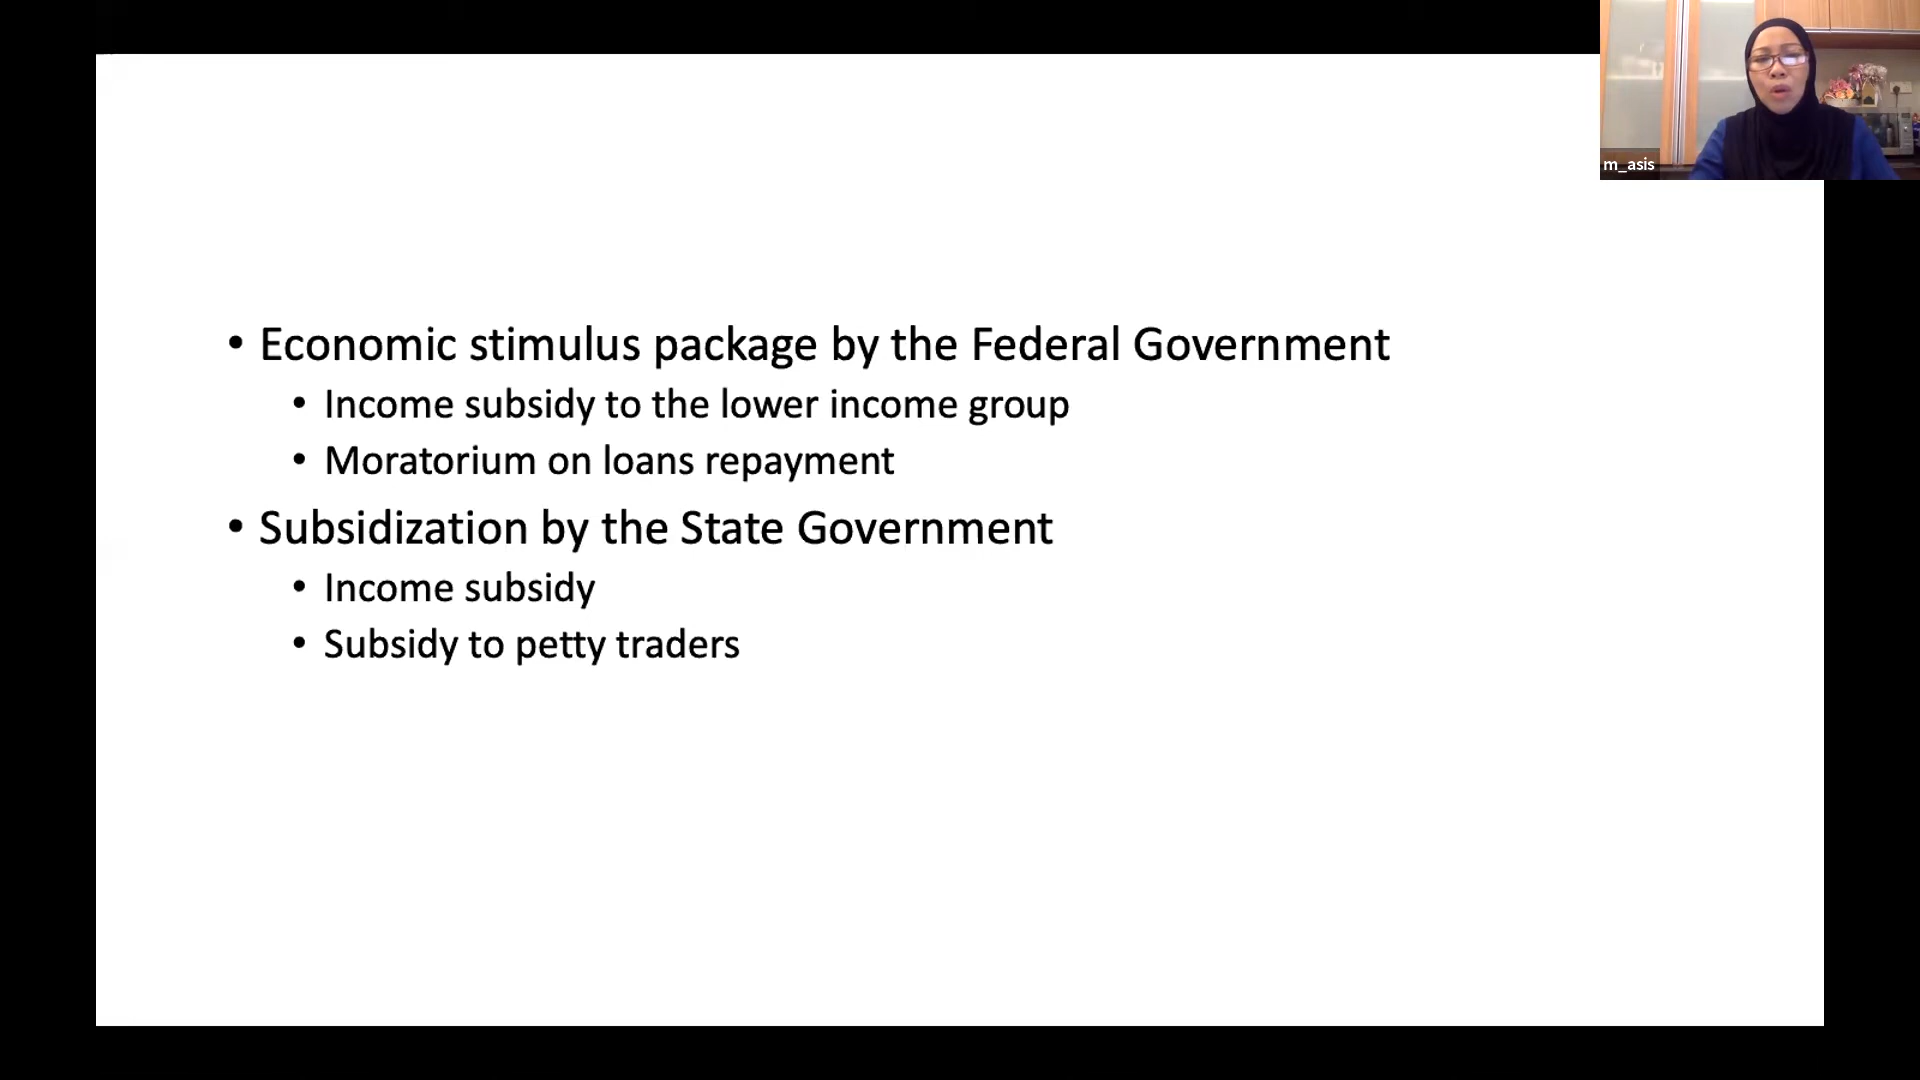 m_asis
• Economic stimulus package by the Federal Government
• Income subsidy to the lower income group
• Moratorium on loans repayment
• Subsidization by the State Government
• Income subsidy
• Subsidy to petty traders